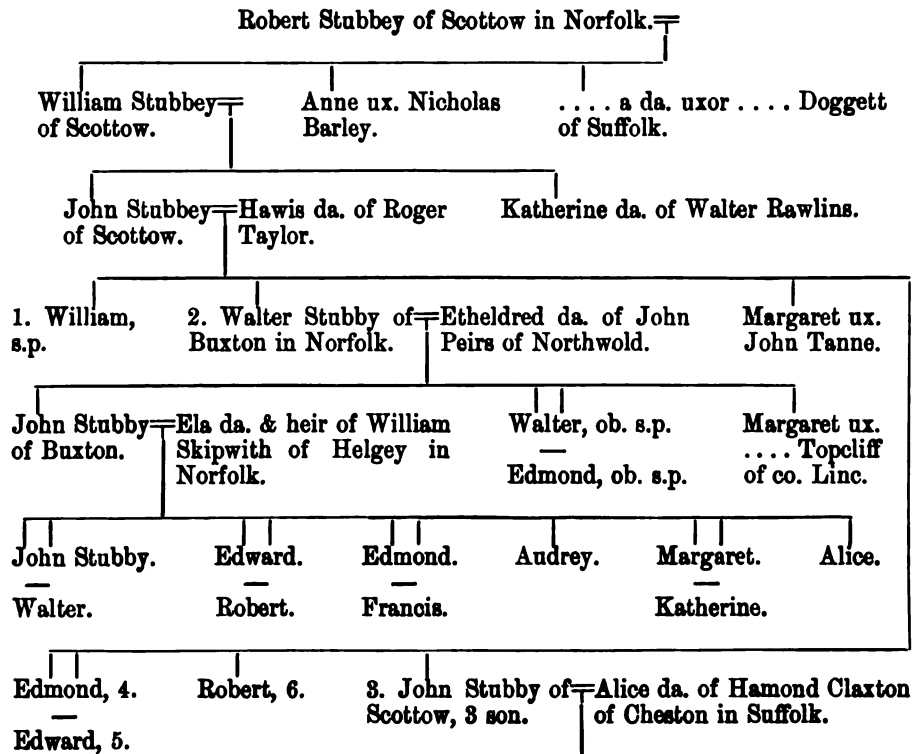 Robert Stubbey of Scottow in Norfolk.
William Stubbey
of Scottow.
Anne ux. Nicholas
Barley.
.... a da. uxor .... Doggett
of Suffolk.
John Stubbey
of Scottow.
Hawis da. of Roger
Taylor.
Katherine da. of Walter Rawlins.
1. William,
s.p.
2. Walter Stubby of
Buxton in Norfolk.
Etheldred da. of John
Peirs of Northwold.
Margaret ux.
John Tanne.
John Stubby
of Buxton.
Ela da. & heir of William
Skipwith of Helgey in
Norfolk.
Walter, ob. s.p.
Edmond, ob. s.p.
Margaret ux.
.... Topcliff
of co. Linc.
John Stubby.
Walter.
Edward.
Robert.
Edmond.
Francis.
Audrey.
Margaret.
Katherine.
Alice.
Edmond, 4.
Edward, 5.
Robert, 6.
3. John Stubby of
Scottow, 3 son.
Alice da. of Hamond Claxton
of Cheston in Suffolk.